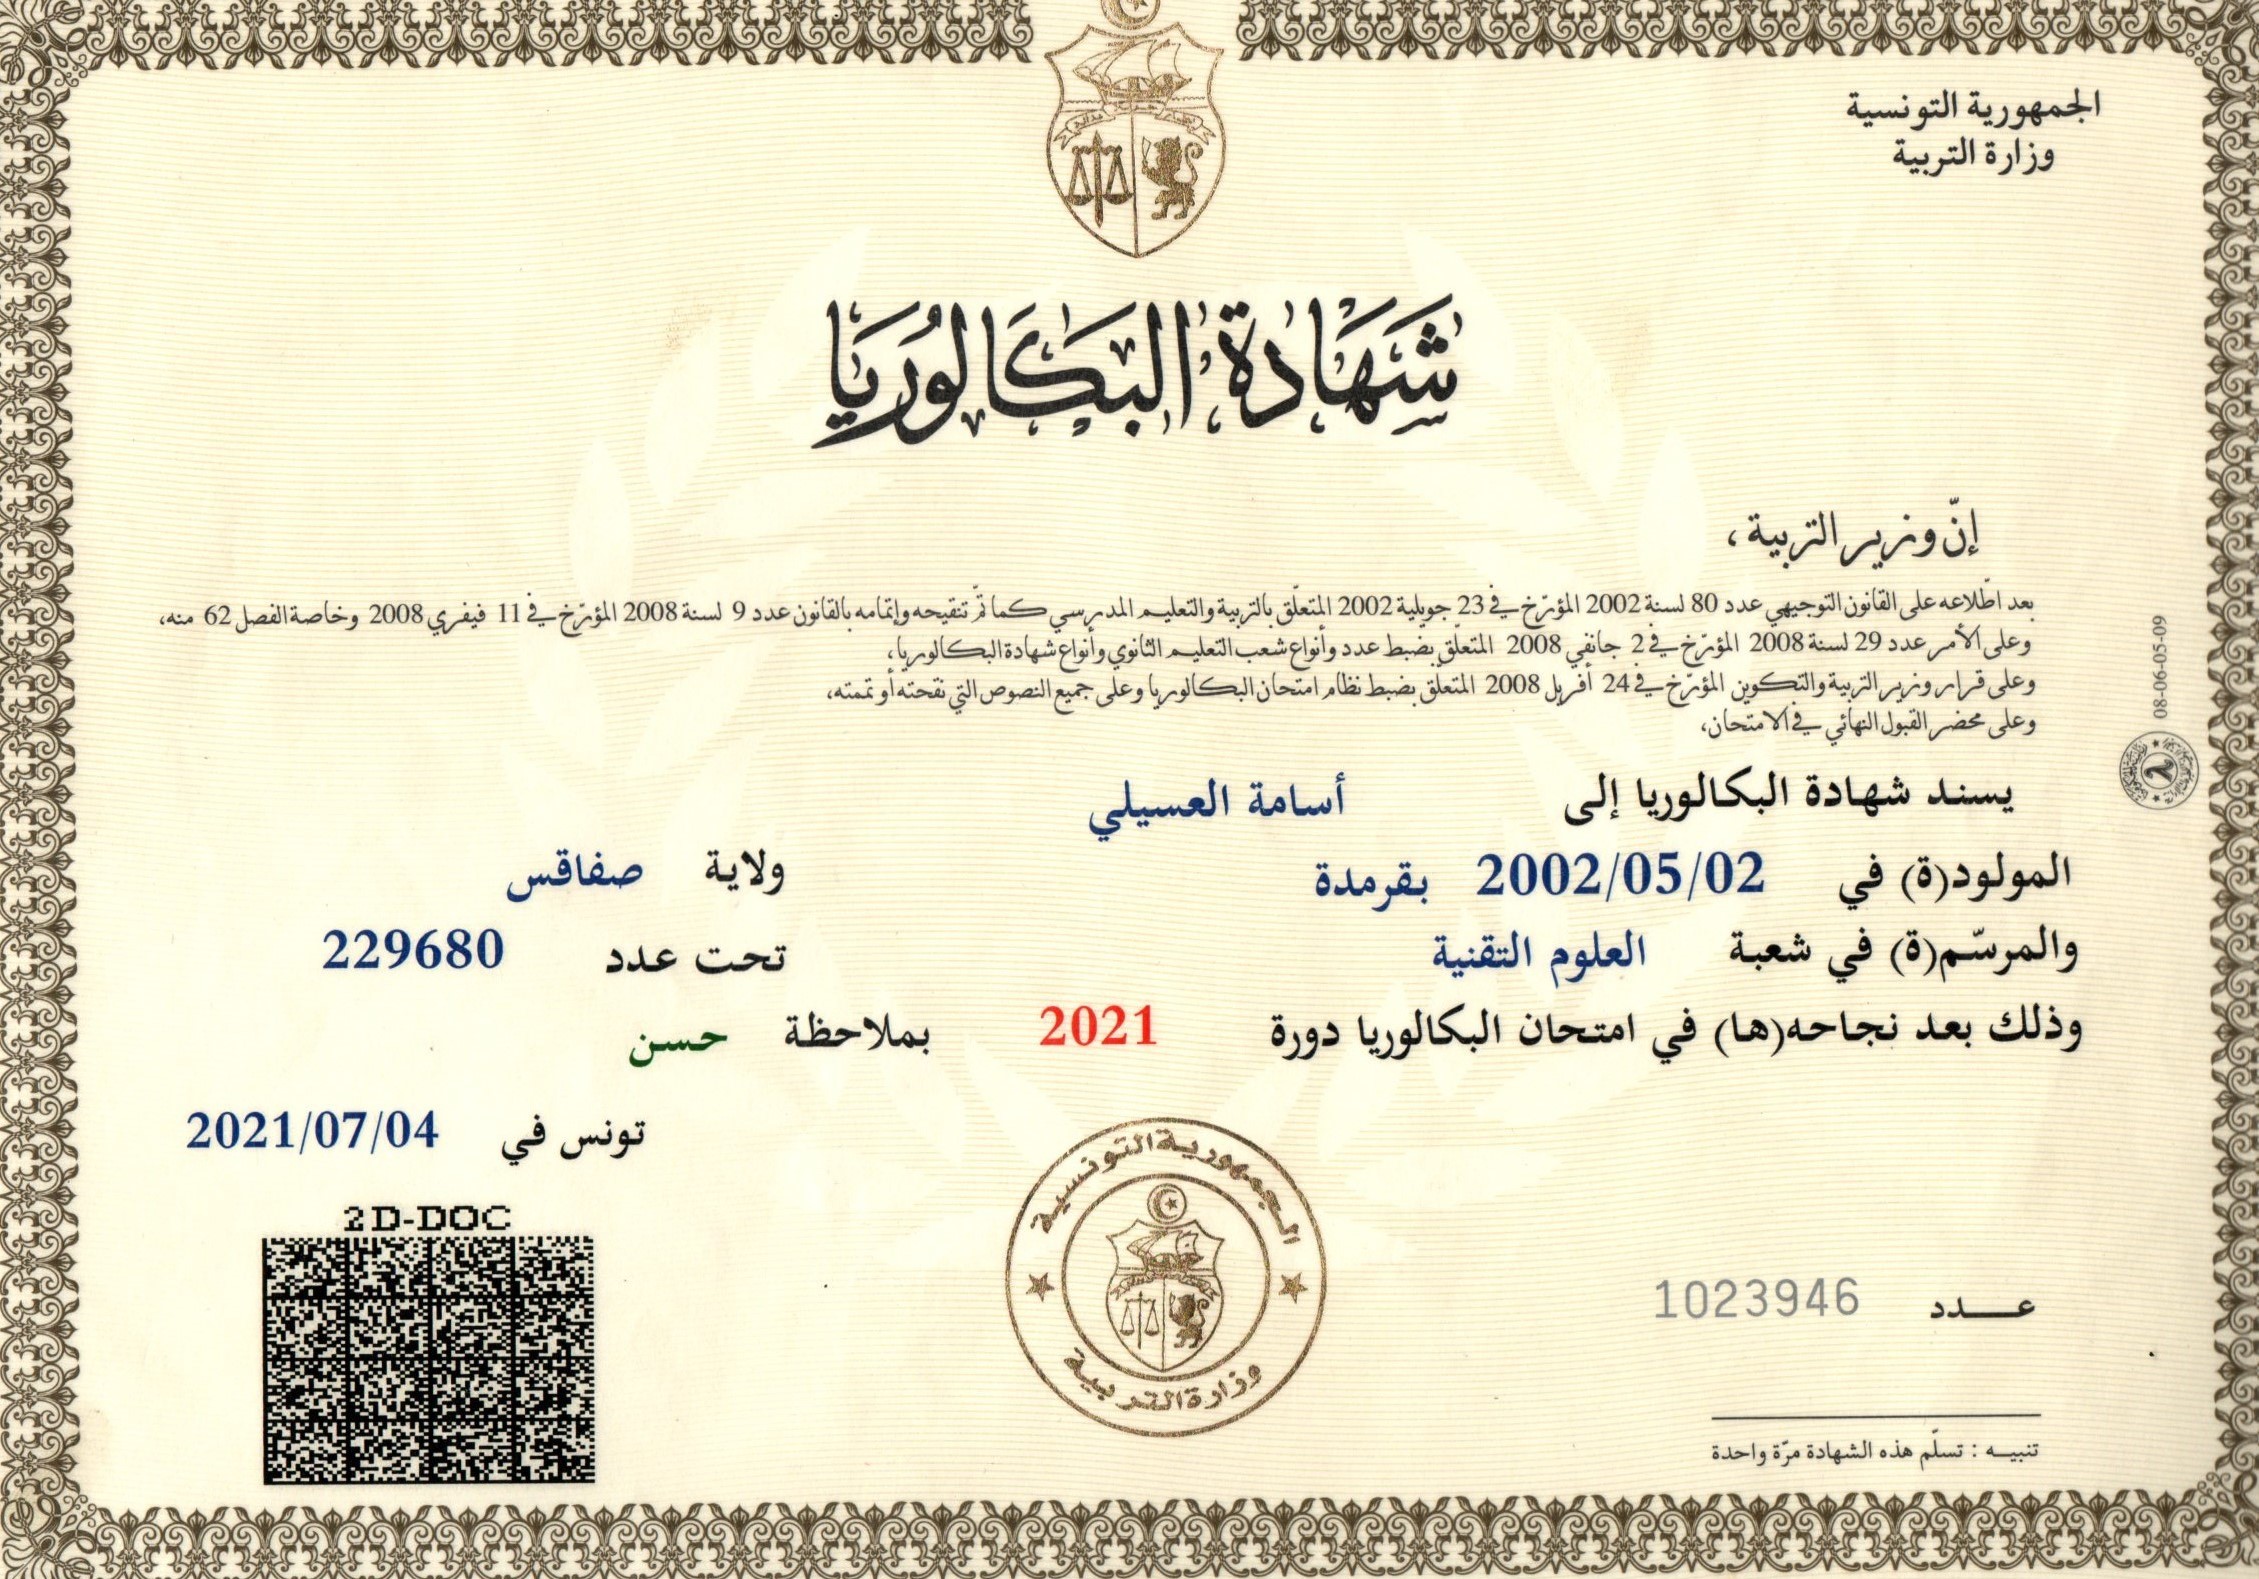 الجمهورية التونسية
وزارة التربية
شَهَادة البَكَالُورِيَا
إنّ وزير التربية،
بعد اطّلاعه على القانون التوجيهي عدد 80 لسنة 2002 المؤرّخ في 23 جويلية 2002 المتعلّق بالتربية والتعليم المدرسي كما تمّ تنقيحه وإتمامه بالقانون عدد 9 لسنة 2008 المؤرّخ في 11 فيفري 2008 وخاصة الفصل 62 منه،
وعلى الأمر عدد 29 لسنة 2008 المؤرّخ في 2 جانفي 2008 المتعلّق بضبط عدد وأنواع شعب التعليم الثانوي وأنواع شهادة البكالوريا،
وعلى قرار وزير التربية والتكوين المؤرّخ في 24 أفريل 2008 المتعلّق بضبط نظام امتحان البكالوريا وعلى جميع النصوص التي نقحته أو تممته،
وعلى محضر القبول النهائي في الامتحان،
يسند شهادة البكالوريا إلى أسامة العسيلي
المولود(ة) في 2002/05/02 بقرمدة ولاية صفاقس
والمرسّم(ة) في شعبة العلوم التقنية تحت عدد 229680
وذلك بعد نجاحه(ها) في امتحان البكالوريا دورة 2021 بملاحظة حسن
تونس في 2021/07/04
2D-DOC
الجمهورية التونسية
وزارة التربية
عـــدد 1023946
تنبيـه : تسلّم هذه الشهادة مرّة واحدة
08-06-05-09